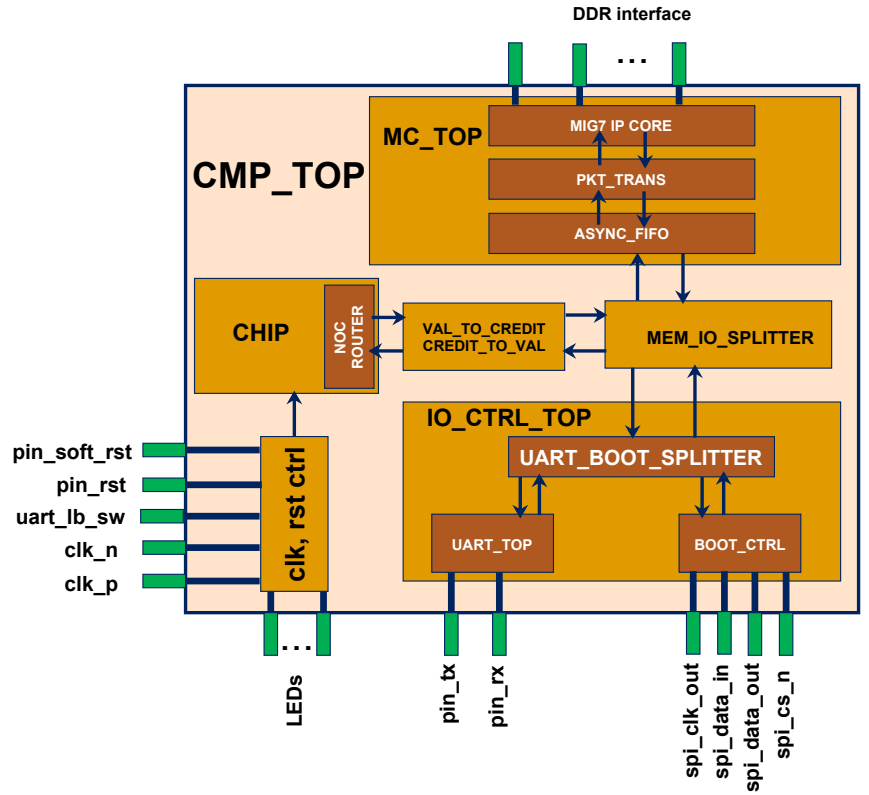 DDR interface
...
MIG7 IP CORE
MC_TOP
CMP_TOP
PKT_TRANS
ASYNC_FIFO
CHIP
NOC
ROUTER
VAL_TO_CREDIT
CREDIT_TO_VAL
MEM_IO_SPLITTER
IO_CTRL_TOP
pin_soft_rst
pin_rst
uart_lb_sw
clk_n
clk_p
clk, rst ctrl
UART_BOOT_SPLITTER
UART_TOP
BOOT_CTRL
...
LEDs
pin_tx
pin_rx
spi_clk_out
spi_data_in
spi_data_out
spi_cs_n